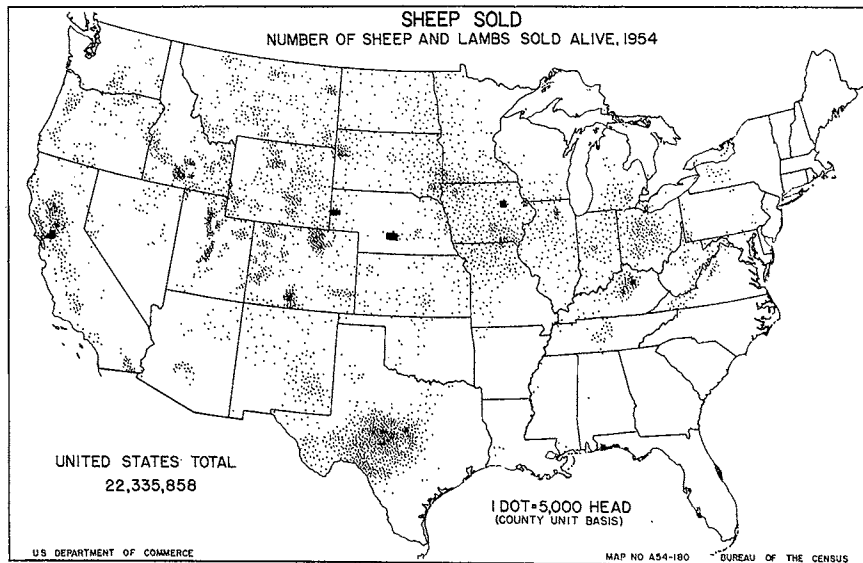 SHEEP SOLD
NUMBER OF SHEEP AND LAMBS SOLD ALIVE, 1954
UNITED STATES TOTAL
22,335,858
1 DOT=5,000 HEAD
(COUNTY UNIT BASIS)
U S DEPARTMENT OF COMMERCE
MAP NO A54-180
BUREAU OF THE CENSUS